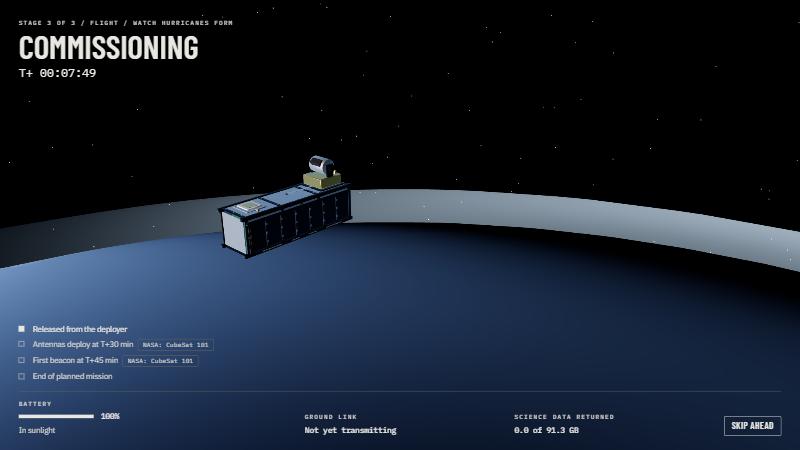 STAGE 3 OF 3 / FLIGHT / WATCH HURRICANES FORM
COMMISSIONING
T+ 00:07:49
Released from the deployer
Antennas deploy at T+30 min NASA: CubeSat 101
First beacon at T+45 min NASA: CubeSat 101
End of planned mission
BATTERY
100%
In sunlight
GROUND LINK
Not yet transmitting
SCIENCE DATA RETURNED
0.0 of 91.3 GB
SKIP AHEAD